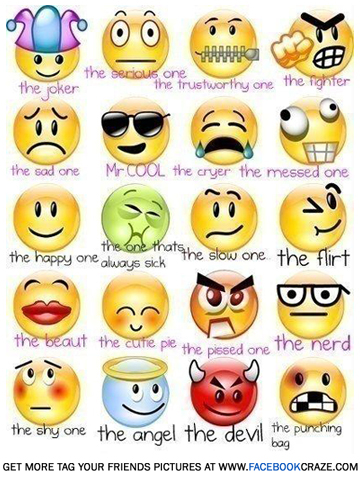 the joker
the serious one
the trustworthy one
the fighter
the sad one
Mr COOL
the cryer
the messed one
the happy one
the one thats
always sick
the slow one
the flirt
the beaut
the cutie pie
the pissed one
the nerd
the shy one
the angel
the devil
the punching
bag
GET MORE TAG YOUR FRIENDS PICTURES AT WWW.FACEBOOKCRAZE.COM